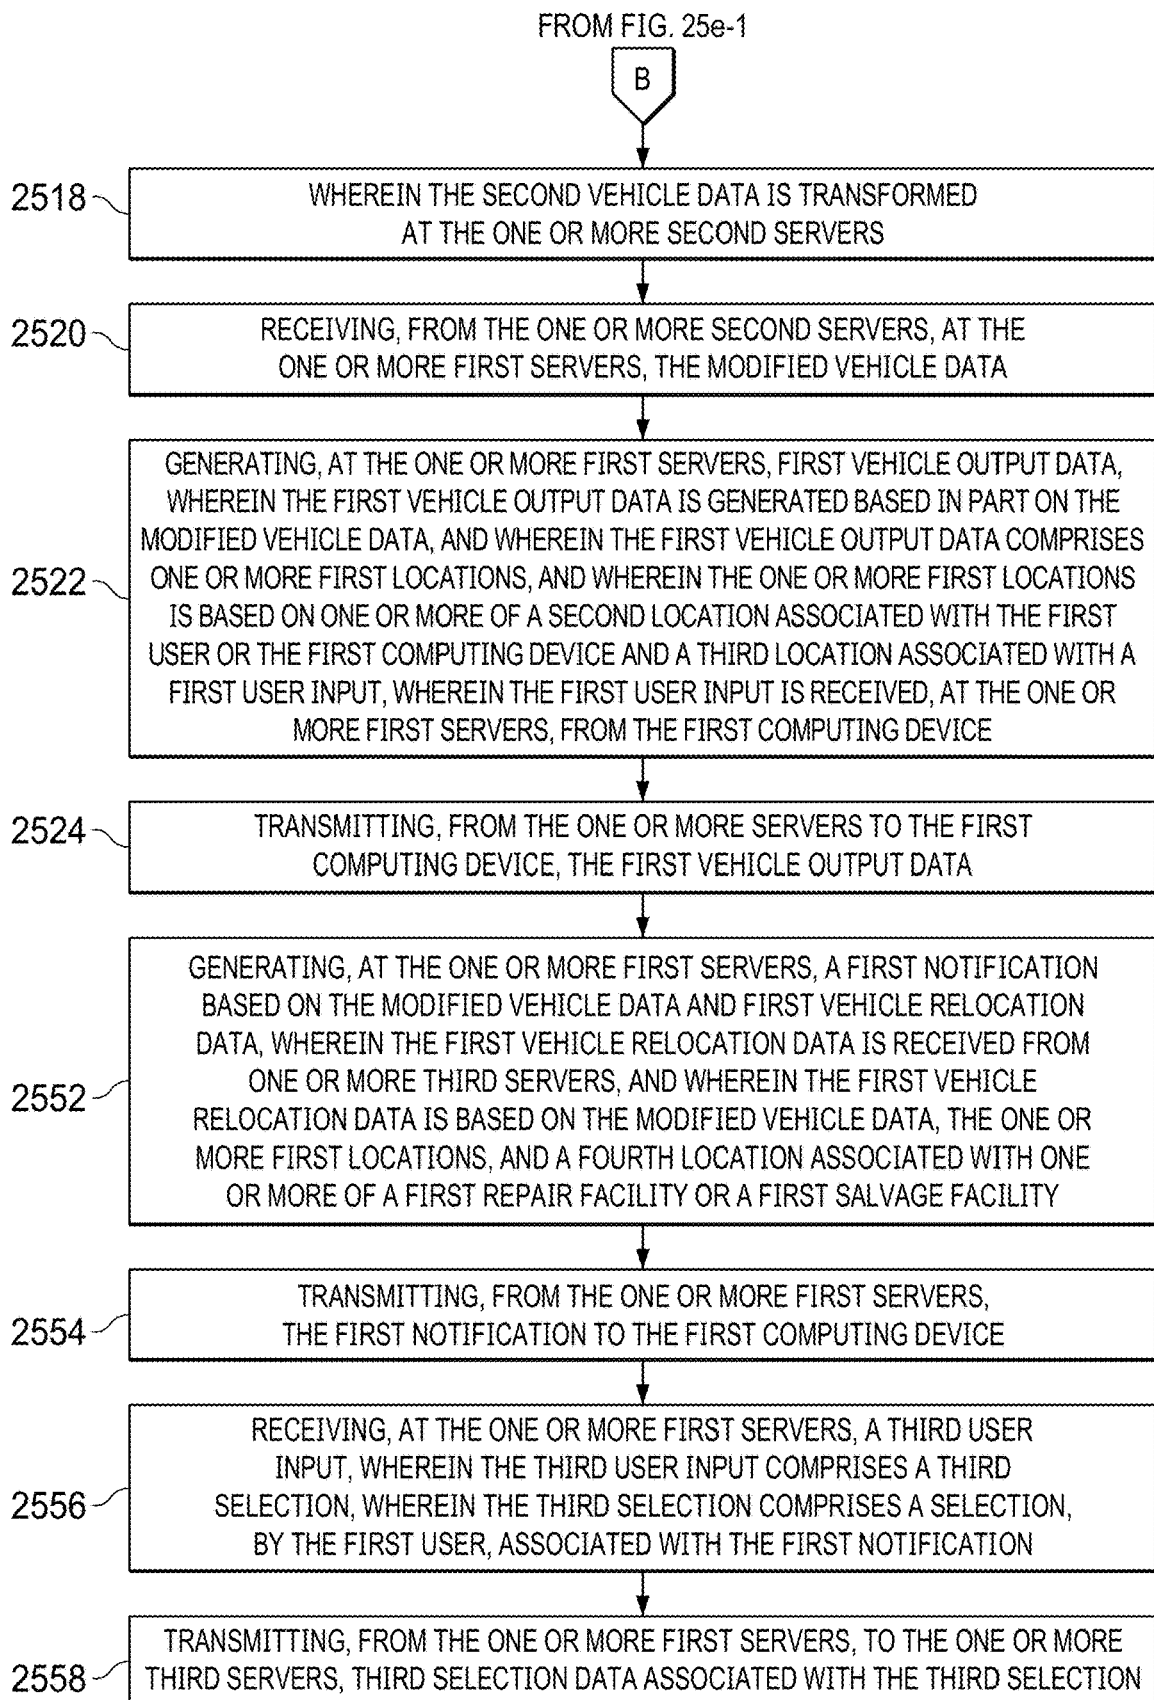 FROM FIG. 25e-1
B
2518
WHEREIN THE SECOND VEHICLE DATA IS TRANSFORMED
AT THE ONE OR MORE SECOND SERVERS
2520
RECEIVING, FROM THE ONE OR MORE SECOND SERVERS, AT THE
ONE OR MORE FIRST SERVERS, THE MODIFIED VEHICLE DATA
2522
GENERATING, AT THE ONE OR MORE FIRST SERVERS, FIRST VEHICLE OUTPUT DATA,
WHEREIN THE FIRST VEHICLE OUTPUT DATA IS GENERATED BASED IN PART ON THE
MODIFIED VEHICLE DATA, AND WHEREIN THE FIRST VEHICLE OUTPUT DATA COMPRISES
ONE OR MORE FIRST LOCATIONS, AND WHEREIN THE ONE OR MORE FIRST LOCATIONS
IS BASED ON ONE OR MORE OF A SECOND LOCATION ASSOCIATED WITH THE FIRST
USER OR THE FIRST COMPUTING DEVICE AND A THIRD LOCATION ASSOCIATED WITH A
FIRST USER INPUT, WHEREIN THE FIRST USER INPUT IS RECEIVED, AT THE ONE OR
MORE FIRST SERVERS, FROM THE FIRST COMPUTING DEVICE
2524
TRANSMITTING, FROM THE ONE OR MORE SERVERS TO THE FIRST
COMPUTING DEVICE, THE FIRST VEHICLE OUTPUT DATA
2552
GENERATING, AT THE ONE OR MORE FIRST SERVERS, A FIRST NOTIFICATION
BASED ON THE MODIFIED VEHICLE DATA AND FIRST VEHICLE RELOCATION
DATA, WHEREIN THE FIRST VEHICLE RELOCATION DATA IS RECEIVED FROM
ONE OR MORE THIRD SERVERS, AND WHEREIN THE FIRST VEHICLE
RELOCATION DATA IS BASED ON THE MODIFIED VEHICLE DATA, THE ONE OR
MORE FIRST LOCATIONS, AND A FOURTH LOCATION ASSOCIATED WITH ONE
OR MORE OF A FIRST REPAIR FACILITY OR A FIRST SALVAGE FACILITY
2554
TRANSMITTING, FROM THE ONE OR MORE FIRST SERVERS,
THE FIRST NOTIFICATION TO THE FIRST COMPUTING DEVICE
2556
RECEIVING, AT THE ONE OR MORE FIRST SERVERS, A THIRD USER
INPUT, WHEREIN THE THIRD USER INPUT COMPRISES A THIRD
SELECTION, WHEREIN THE THIRD SELECTION COMPRISES A SELECTION,
BY THE FIRST USER, ASSOCIATED WITH THE FIRST NOTIFICATION
2558
TRANSMITTING, FROM THE ONE OR MORE FIRST SERVERS, TO THE ONE OR MORE
THIRD SERVERS, THIRD SELECTION DATA ASSOCIATED WITH THE THIRD SELECTION